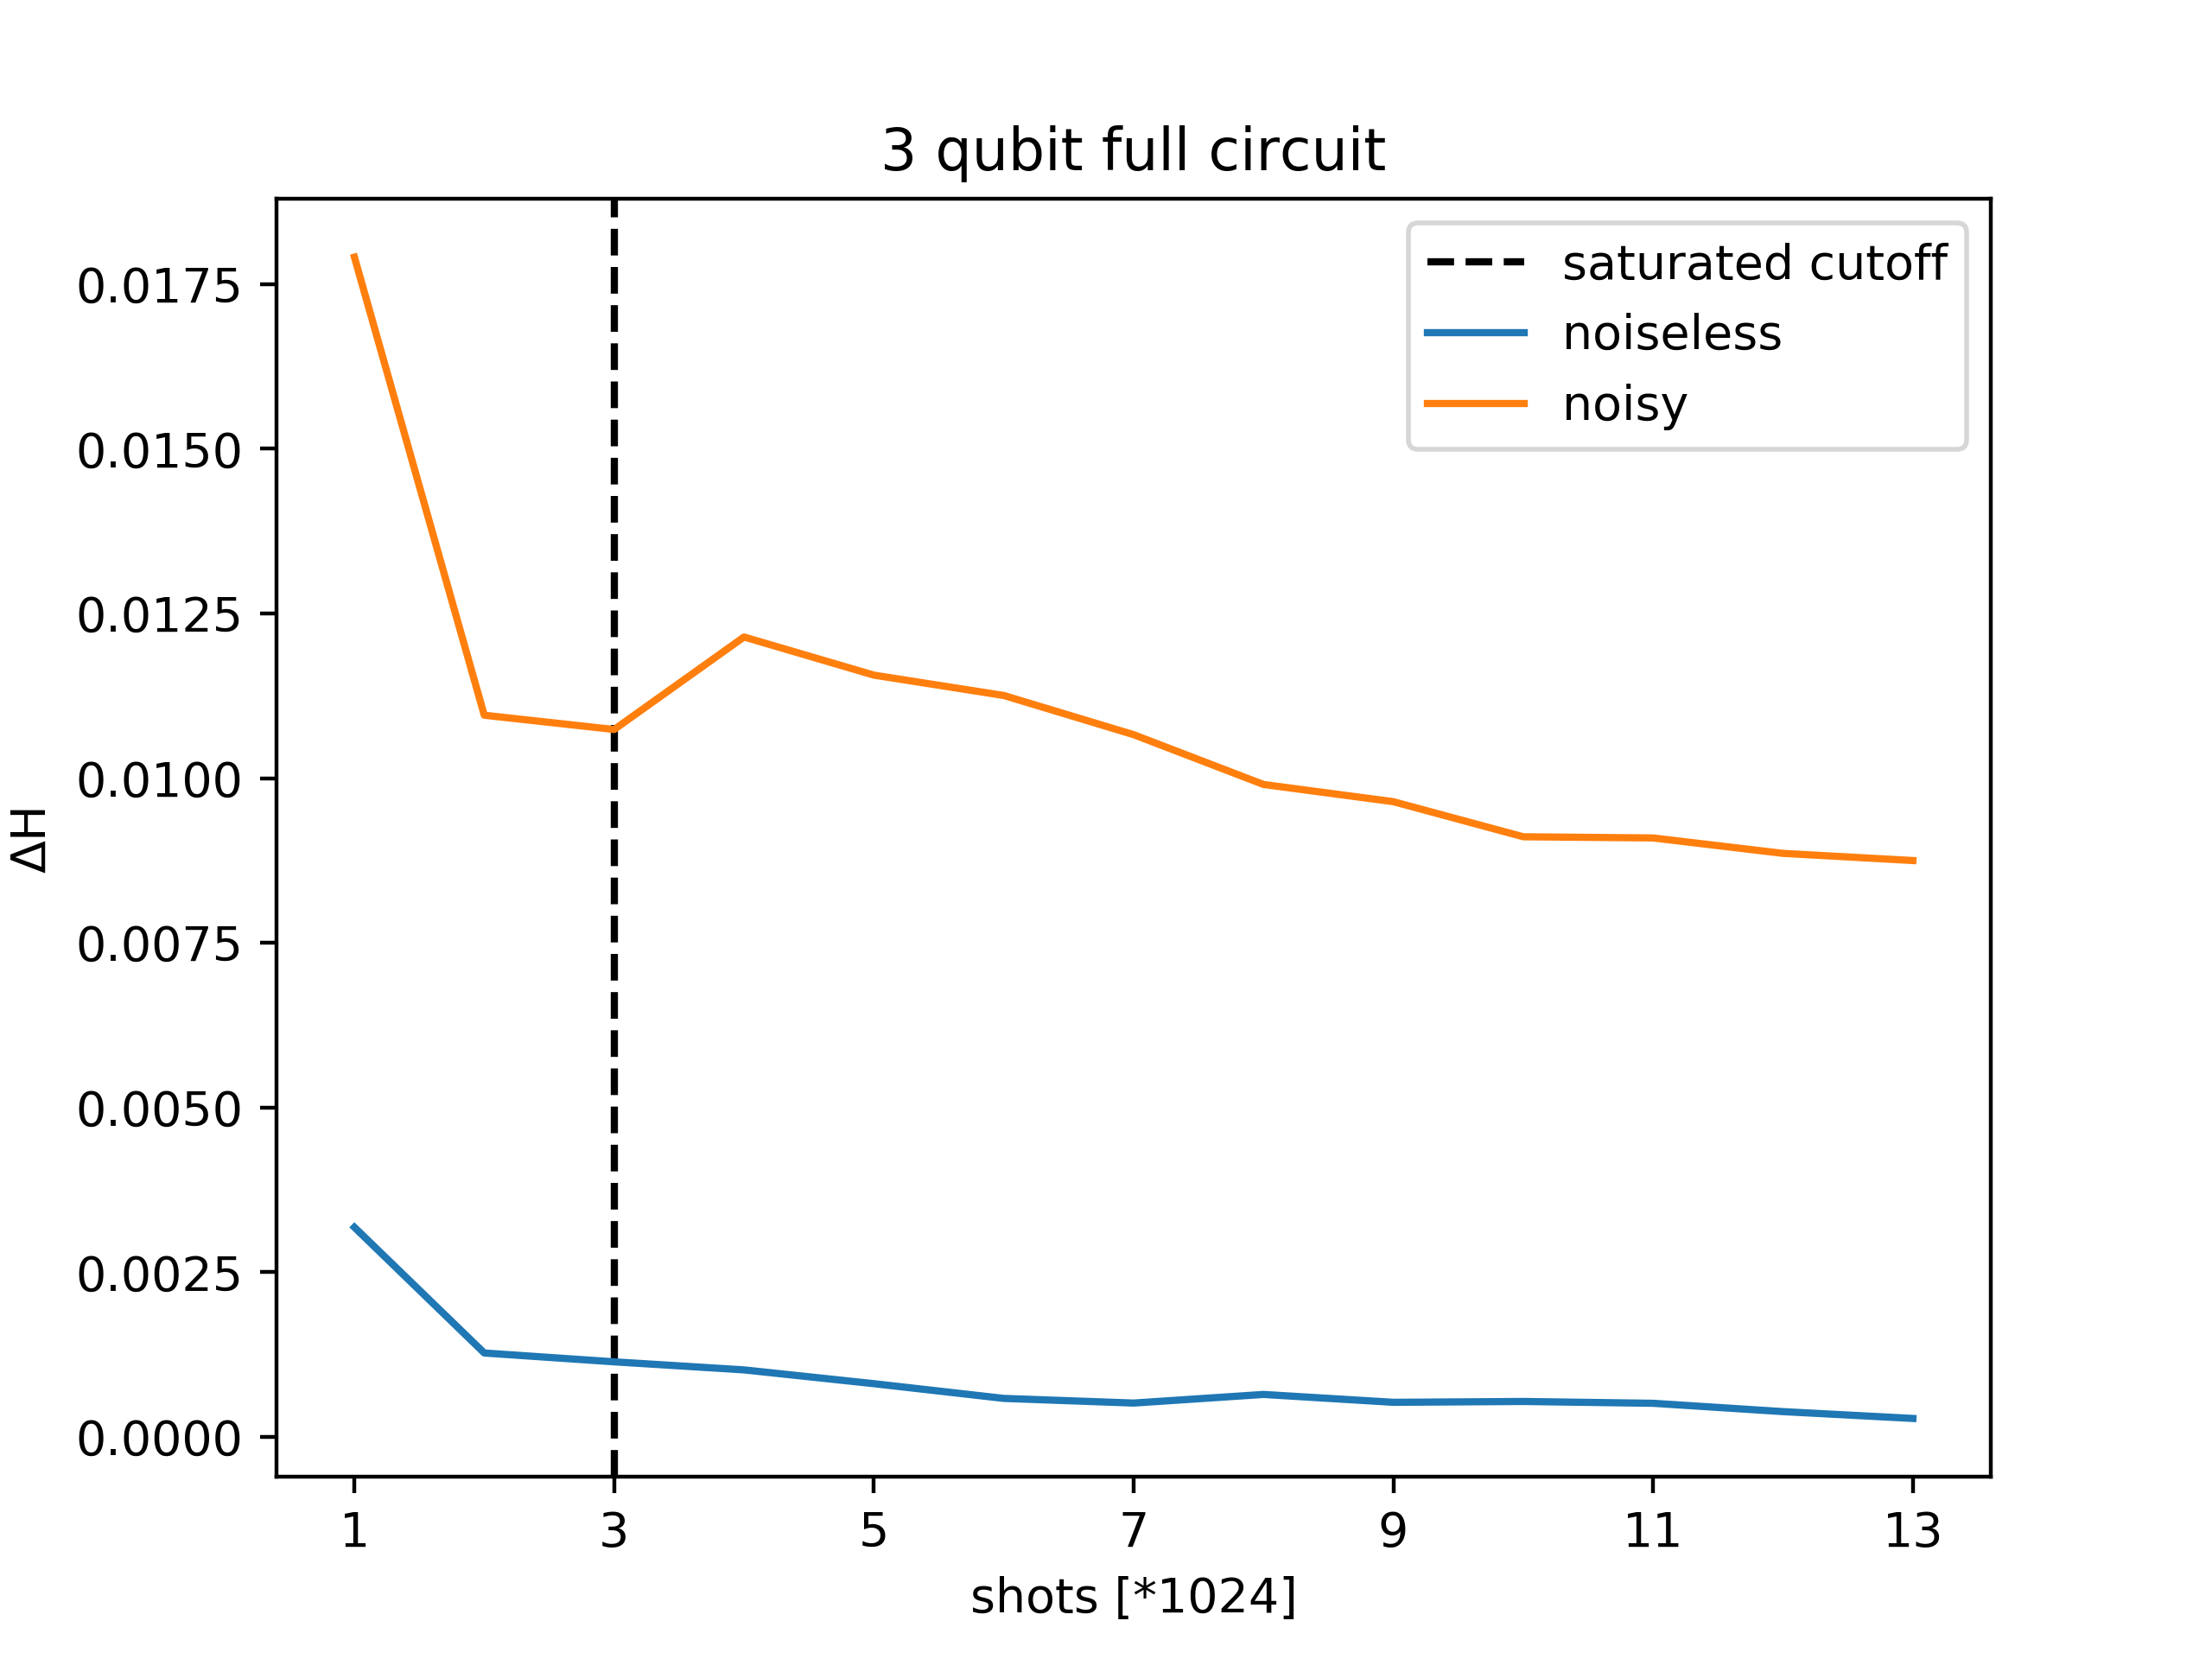 3 qubit full circuit
saturated cutoff
noiseless
noisy
0.0175
0.0150
0.0125
0.0100
0.0075
0.0050
0.0025
0.0000
ΔH
1 3 5 7 9 11 13
shots [*1024]